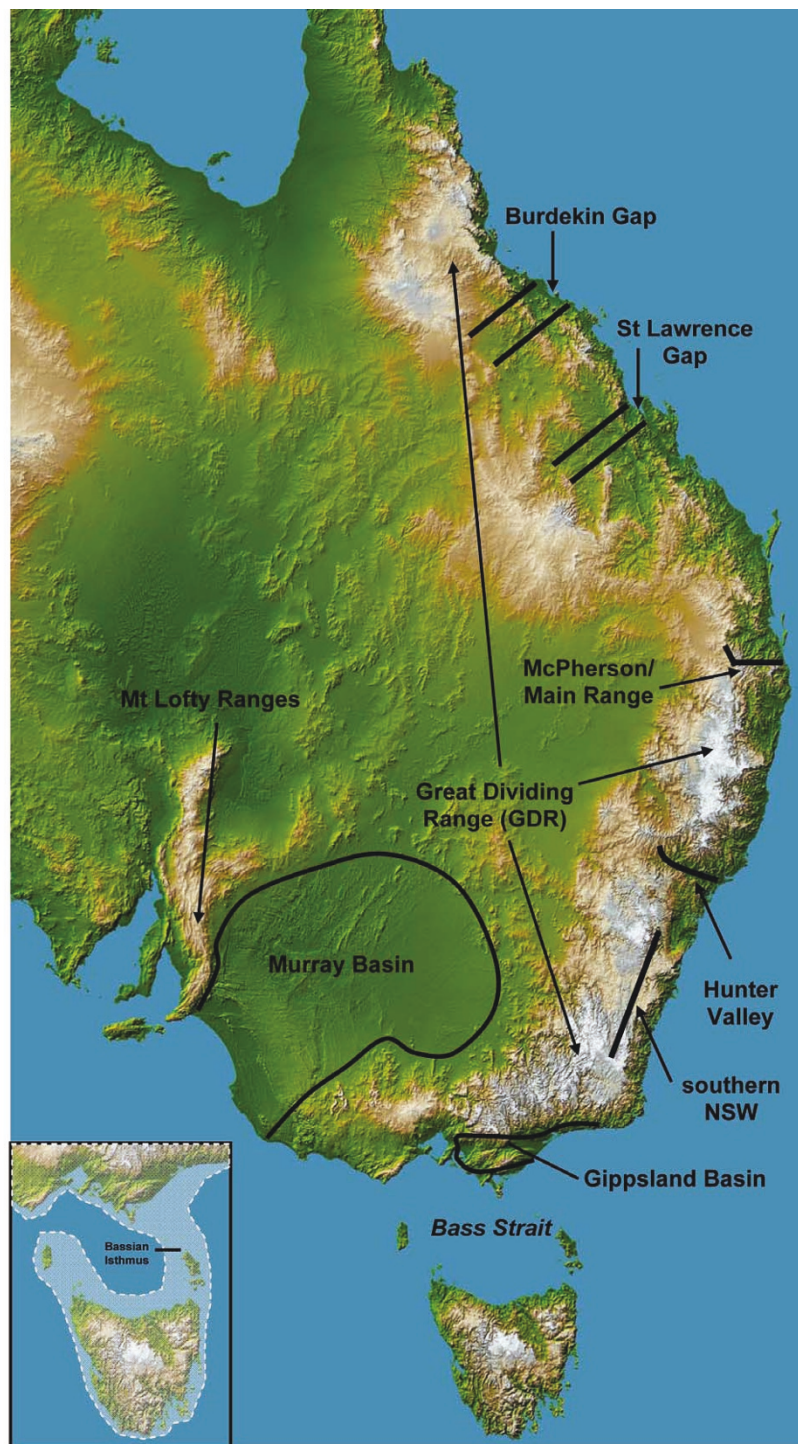 Burdekin Gap
St Lawrence
Gap
McPherson/
Main Range
Mt Lofty Ranges
Great Dividing
Range (GDR)
Murray Basin
Hunter
Valley
southern
NSW
Gippsland Basin
Bass Strait
Bassian
Isthmus